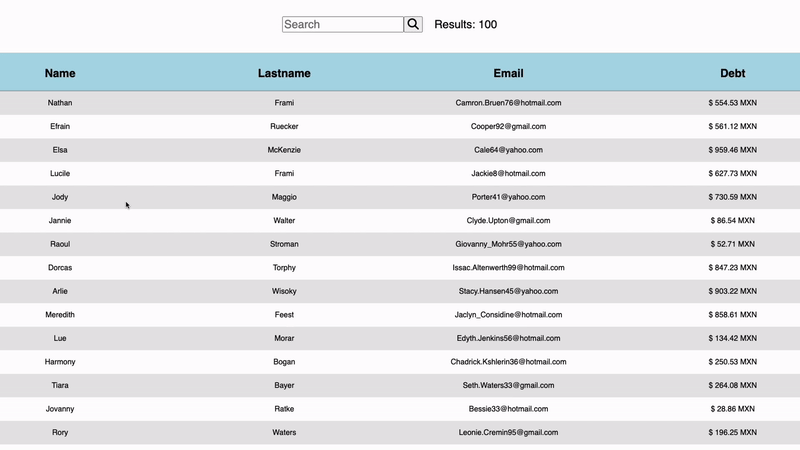 Search Results: 100
Name Lastname Email Debt
Nathan Frami Camron.Bruen76@hotmail.com $ 554.53 MXN
Efrain Ruecker Cooper92@gmail.com $ 561.12 MXN
Elsa McKenzie Cale64@yahoo.com $ 959.46 MXN
Lucile Frami Jackie8@hotmail.com $ 627.73 MXN
Jody Maggio Porter41@yahoo.com $ 730.59 MXN
Jannie Walter Clyde.Upton@gmail.com $ 86.54 MXN
Raoul Stroman Giovanny_Mohr55@yahoo.com $ 52.71 MXN
Dorcas Torphy Issac.Altenwerth99@hotmail.com $ 847.23 MXN
Arlie Wisoky Stacy.Hansen45@yahoo.com $ 903.22 MXN
Meredith Feest Jaclyn_Considine@hotmail.com $ 858.61 MXN
Lue Morar Edyth.Jenkins56@hotmail.com $ 134.42 MXN
Harmony Bogan Chadrick.Kshlerin36@hotmail.com $ 250.53 MXN
Tiara Bayer Seth.Waters33@gmail.com $ 264.08 MXN
Jovanny Ratke Bessie33@hotmail.com $ 28.86 MXN
Rory Waters Leonie.Cremin95@gmail.com $ 196.25 MXN